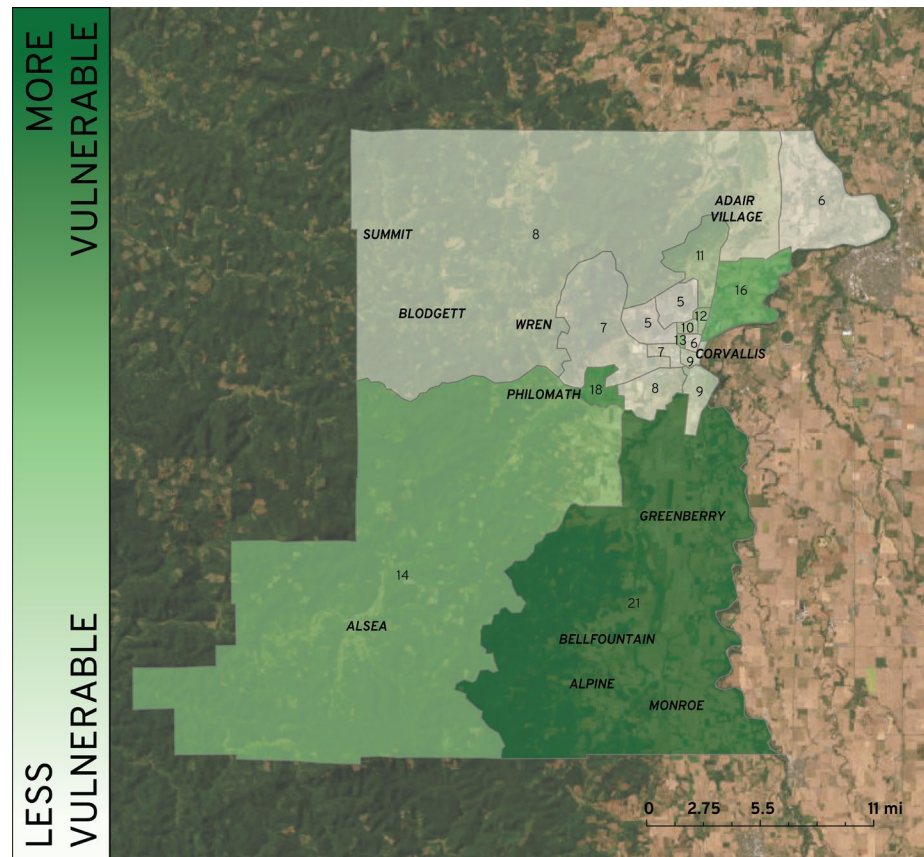 MORE
VULNERABLE
LESS
VULNERABLE
6
ADAIR
VILLAGE
SUMMIT
8
11
16
5
BLODGETT
12
WREN
7
5
10
13
6
7
CORVALLIS
9
PHILOMATH
18
8
9
GREENBERRY
14
21
ALSEA
BELLFOUNTAIN
ALPINE
MONROE
0 2.75 5.5 11 mi